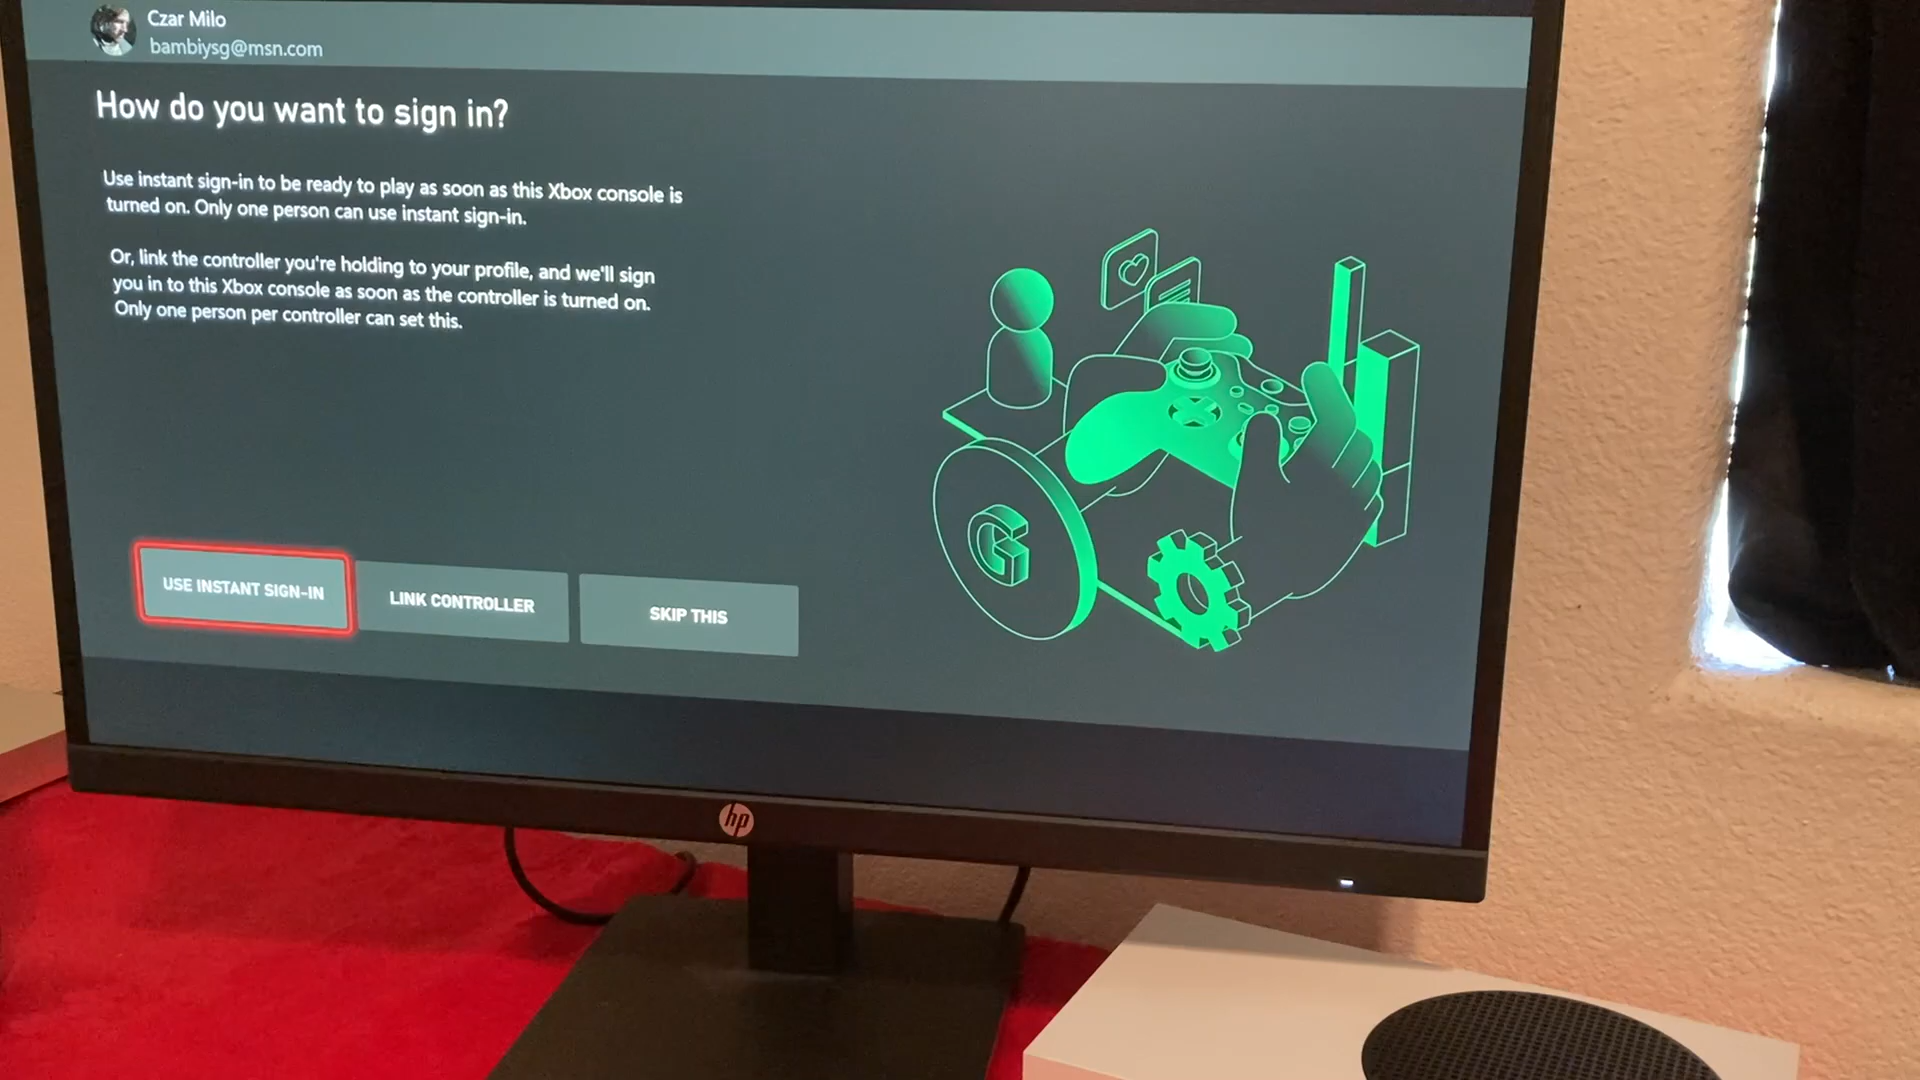 Czar Milo
bambiysg@msn.com
How do you want to sign in?
Use instant sign-in to be ready to play as soon as this Xbox console is
turned on. Only one person can use instant sign-in.
Or, link the controller you're holding to your profile, and we'll sign
you in to this Xbox console as soon as the controller is turned on.
Only one person per controller can set this.
USE INSTANT SIGN-IN
LINK CONTROLLER
SKIP THIS
G
hp